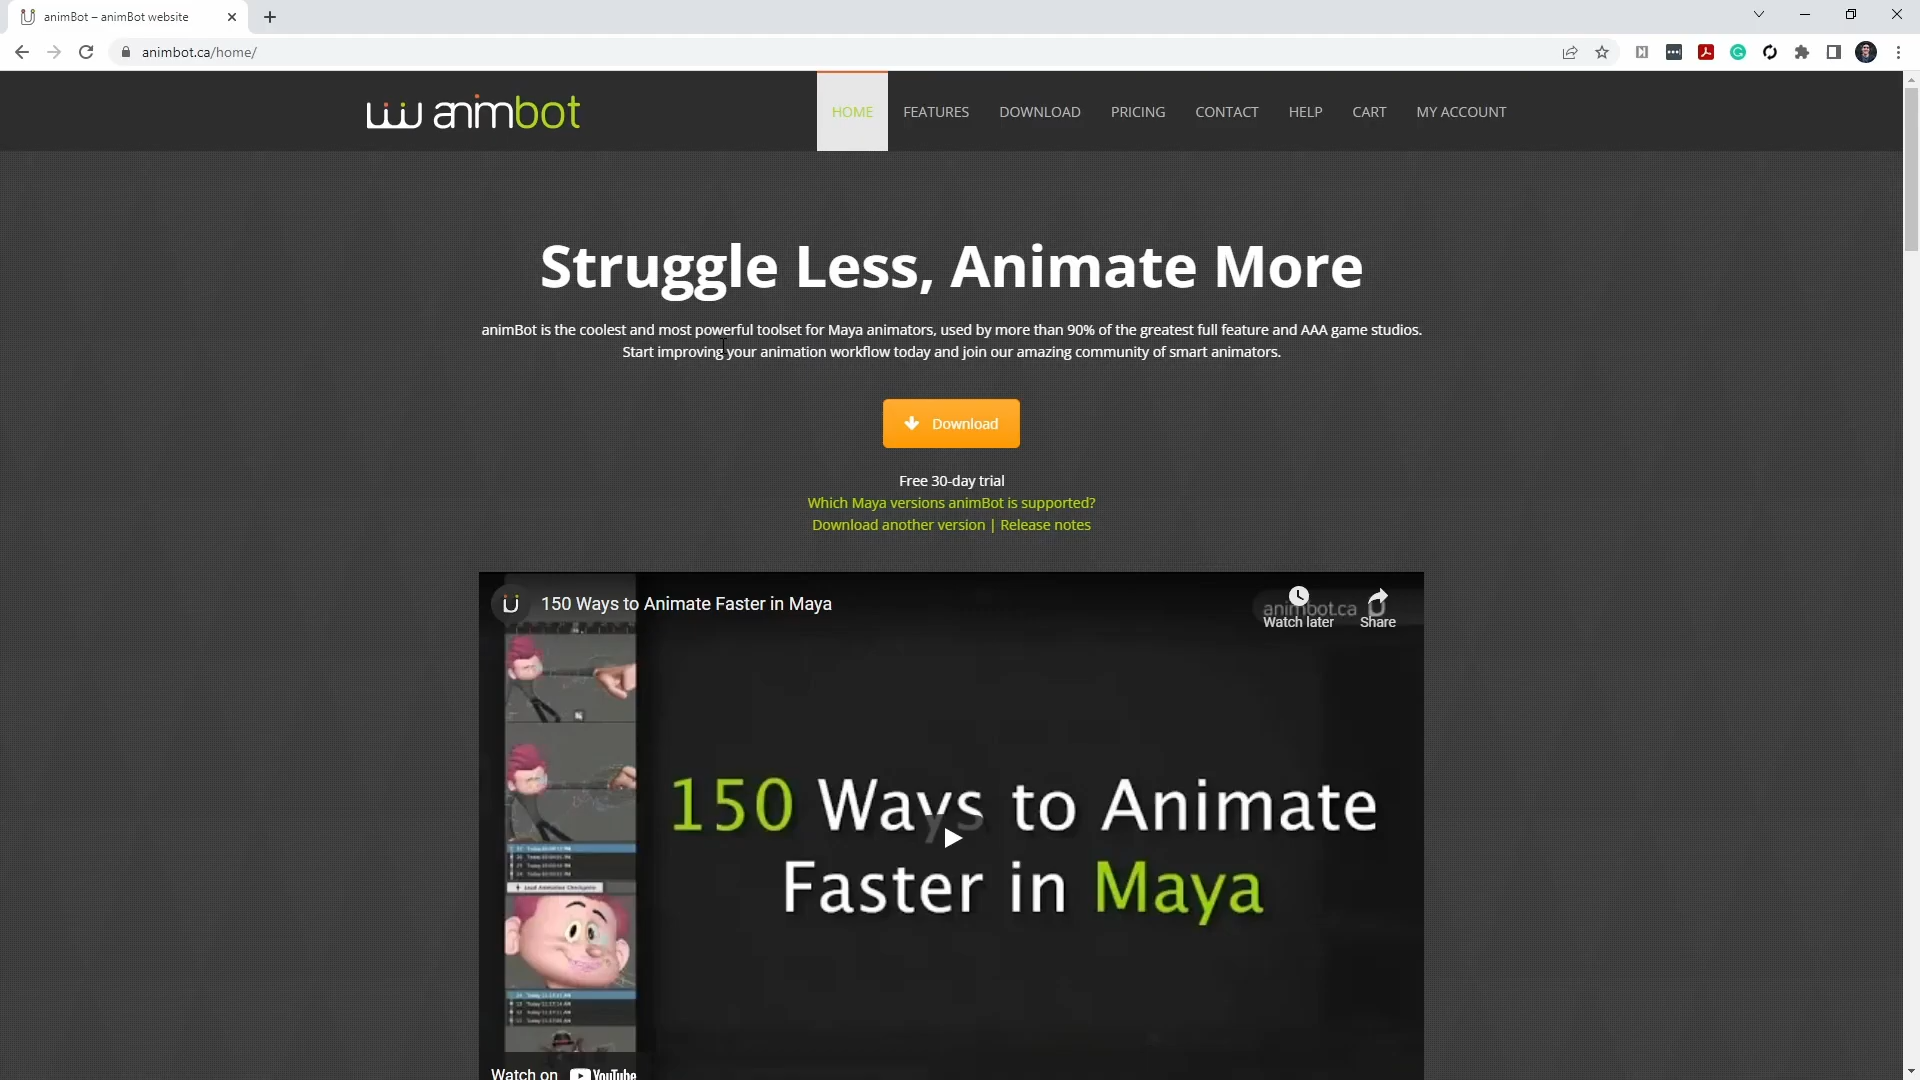 animBot – animBot website
animbot.ca/home/
animbot
HOME
FEATURES
DOWNLOAD
PRICING
CONTACT
HELP
CART
MY ACCOUNT
Struggle Less, Animate More
animBot is the coolest and most powerful toolset for Maya animators, used by more than 90% of the greatest full feature and AAA game studios.
Start improving your animation workflow today and join our amazing community of smart animators.
Download
Free 30-day trial
Which Maya versions animBot is supported?
Download another version | Release notes
150 Ways to Animate Faster in Maya
animbot.ca
Watch later
Share
150 Ways to Animate
Faster in Maya
Load Animation Checkpoint
Watch on YouTube